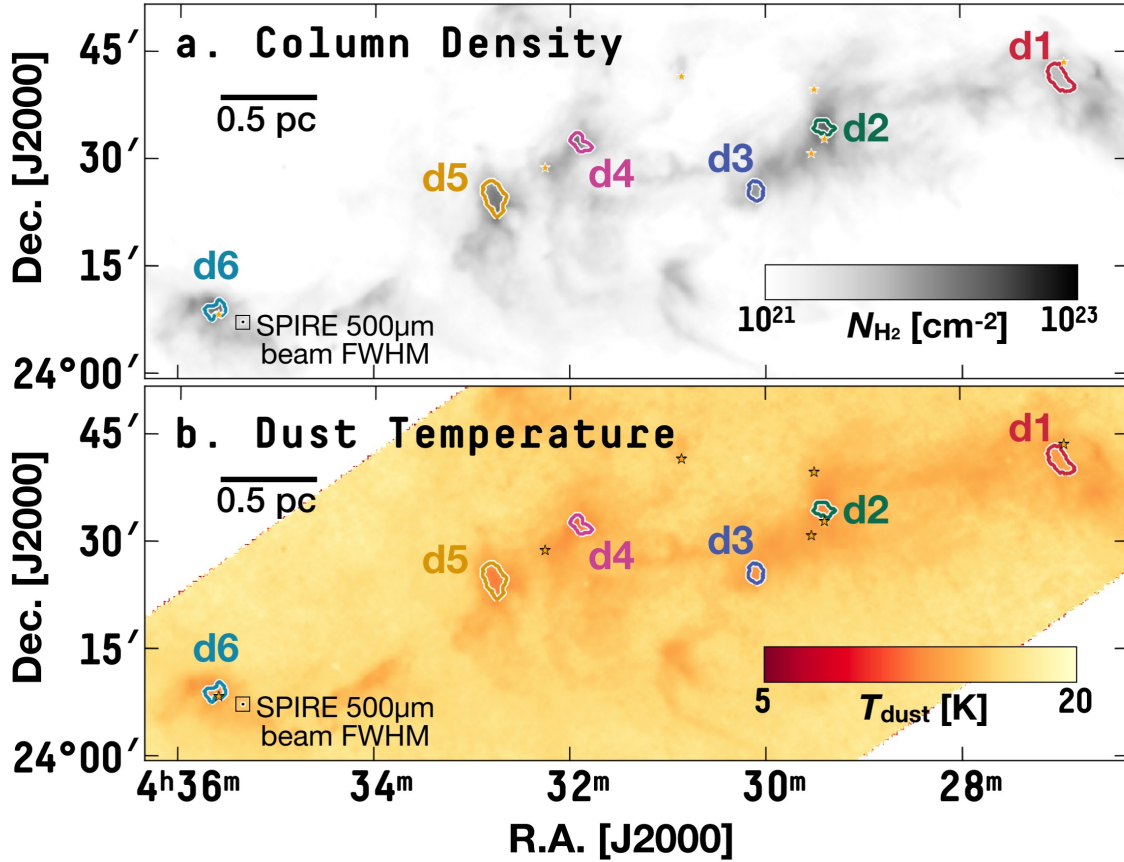 a. Column Density
45′
30′
15′
24°00′
Dec. [J2000]
0.5 pc
d1
d2
d3
d4
d5
d6
SPIRE 500µm
beam FWHM
10²¹ N_H₂ [cm⁻²] 10²³
b. Dust Temperature
45′
30′
15′
24°00′
Dec. [J2000]
0.5 pc
d1
d2
d3
d4
d5
d6
SPIRE 500µm
beam FWHM
5 T_dust [K] 20
4ʰ36ᵐ 34ᵐ 32ᵐ 30ᵐ 28ᵐ
R.A. [J2000]